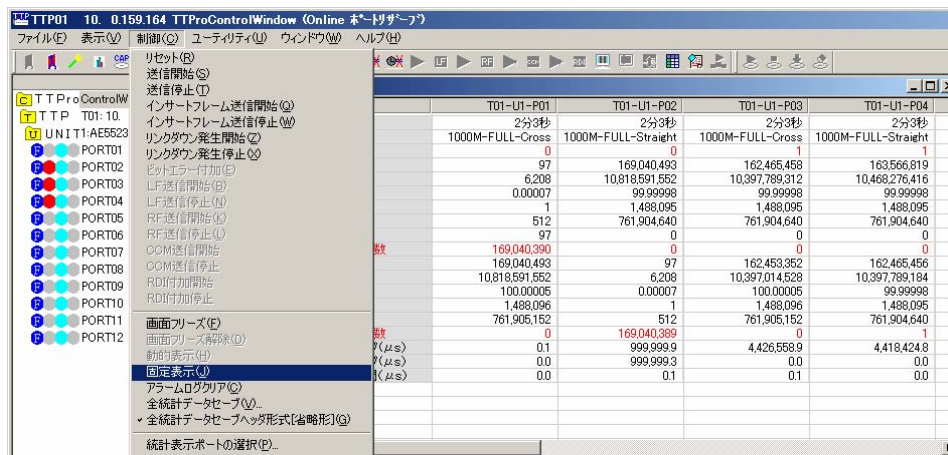 TTP01 10. 0.159.164 TTProControlWindow (Online ﾎﾟｰﾄﾘｻﾞｰﾌﾞ)
ファイル(F) 表示(V) 制御(C) ユーティリティ(U) ウィンドウ(W) ヘルプ(H)
CAP LF RF RDI
リセット(R)
送信開始(S)
送信停止(T)
インサートフレーム送信開始(Q)
インサートフレーム送信停止(W)
リンクダウン発生開始(Z)
リンクダウン発生停止(X)
ビットエラー付加(E)
LF送信開始(B)
LF送信停止(N)
RF送信開始(K)
RF送信停止(L)
CCM送信開始
CCM送信停止
RDI付加開始
RDI付加停止
画面フリーズ(F)
画面フリーズ解除(D)
動的表示(H)
固定表示(J)
アラームログクリア(C)
全統計データセーブ(V)...
全統計データセーブヘッダ形式[省略形](G)
統計表示ポートの選択(P)...
C TTPro ControlW
T TTP T01: 10.
U UNIT1:AE5523
F PORT01
F PORT02
F PORT03
F PORT04
F PORT05
F PORT06
F PORT07
F PORT08
F PORT09
F PORT10
F PORT11
F PORT12
T01-U1-P01 T01-U1-P02 T01-U1-P03 T01-U1-P04
2分3秒 2分3秒 2分3秒 2分3秒
1000M-FULL-Cross 1000M-FULL-Straight 1000M-FULL-Cross 1000M-FULL-Straight
0 0 1 1
97 169,040,493 162,465,458 163,566,819
6,208 10,818,591,552 10,397,789,312 10,468,276,416
0.00007 99.99998 99.99998 99.99998
1 1,488,095 1,488,095 1,488,095
512 761,904,640 761,904,640 761,904,640
97 0 0 0
数 169,040,390 0 0 0
169,040,493 97 162,453,352 162,465,456
10,818,591,552 6,208 10,397,014,528 10,397,789,184
100.00005 0.00007 100.00005 99.99998
1,488,096 1 1,488,096 1,488,095
761,905,152 512 761,905,152 761,904,640
数 0 169,040,389 0 1
(μs) 0.1 999,999.9 4,426,558.9 4,418,424.8
(μs) 0.0 999,999.3 0.0 0.0
(μs) 0.0 0.1 0.1 0.0